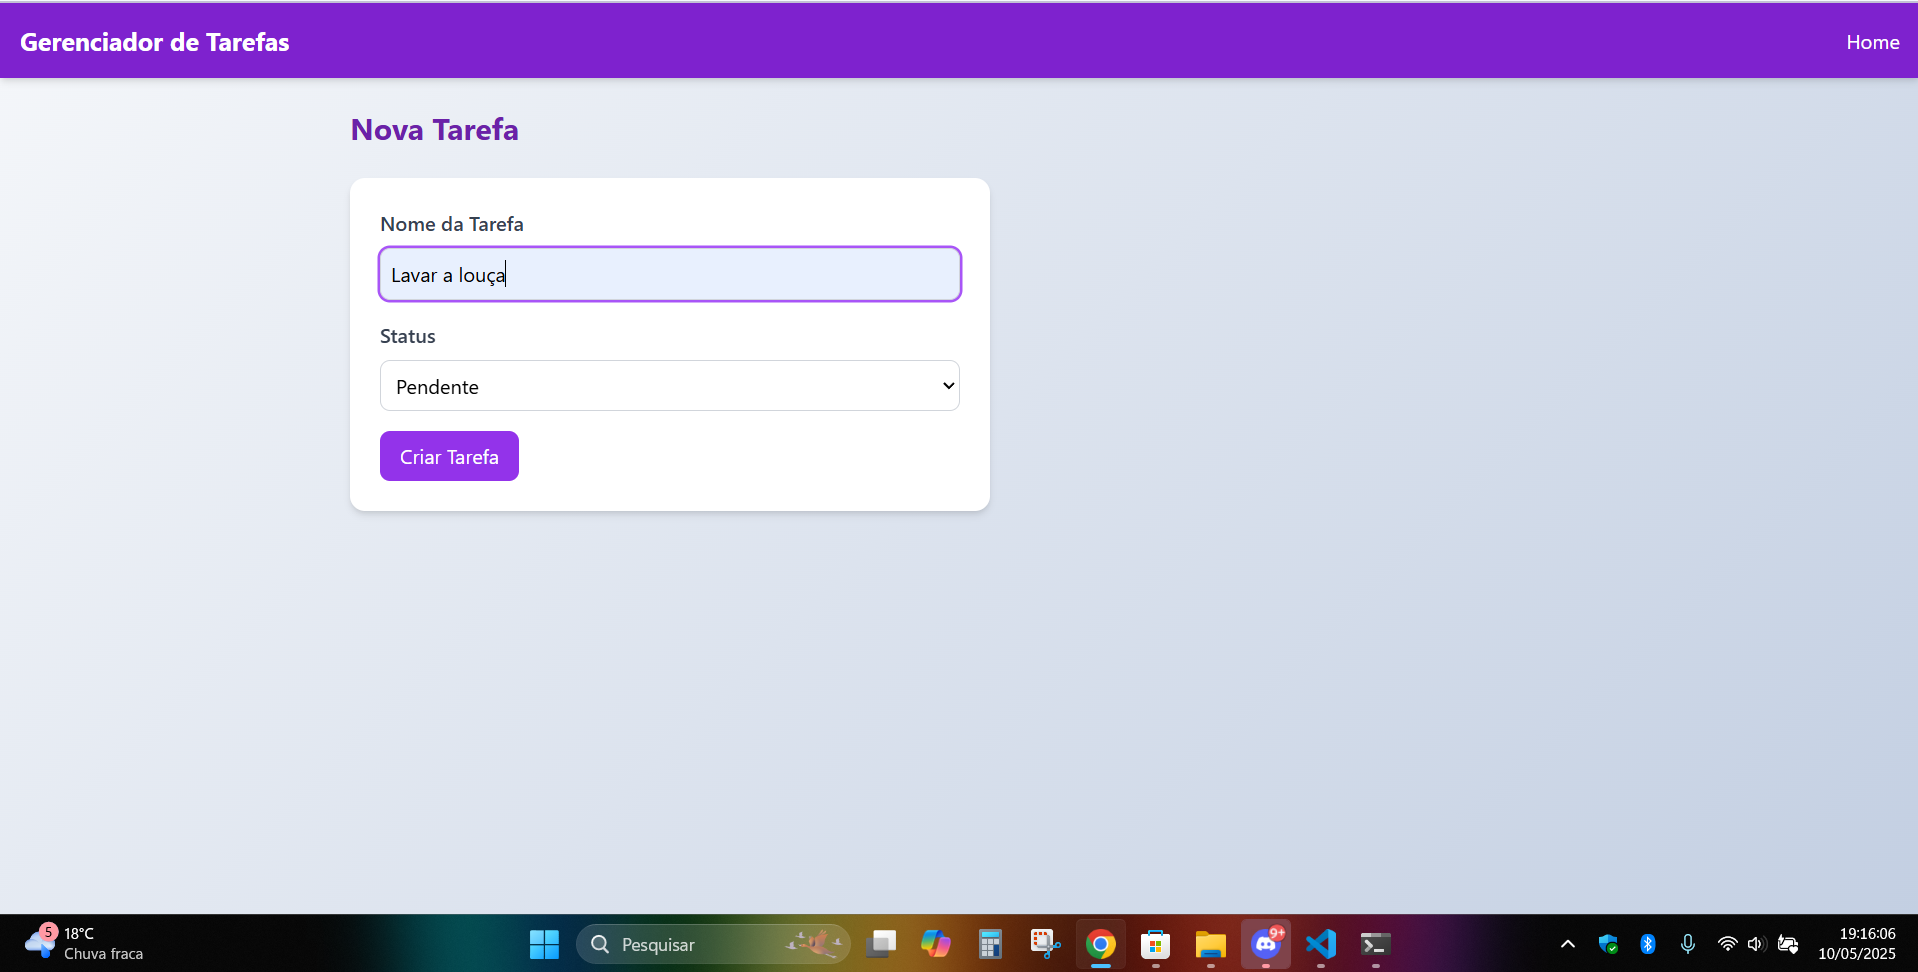 Gerenciador de Tarefas
Home
Nova Tarefa
Nome da Tarefa
Lavar a louça
Status
Pendente
Criar Tarefa
5
18°C
Chuva fraca
Pesquisar
9+
19:16:06
10/05/2025